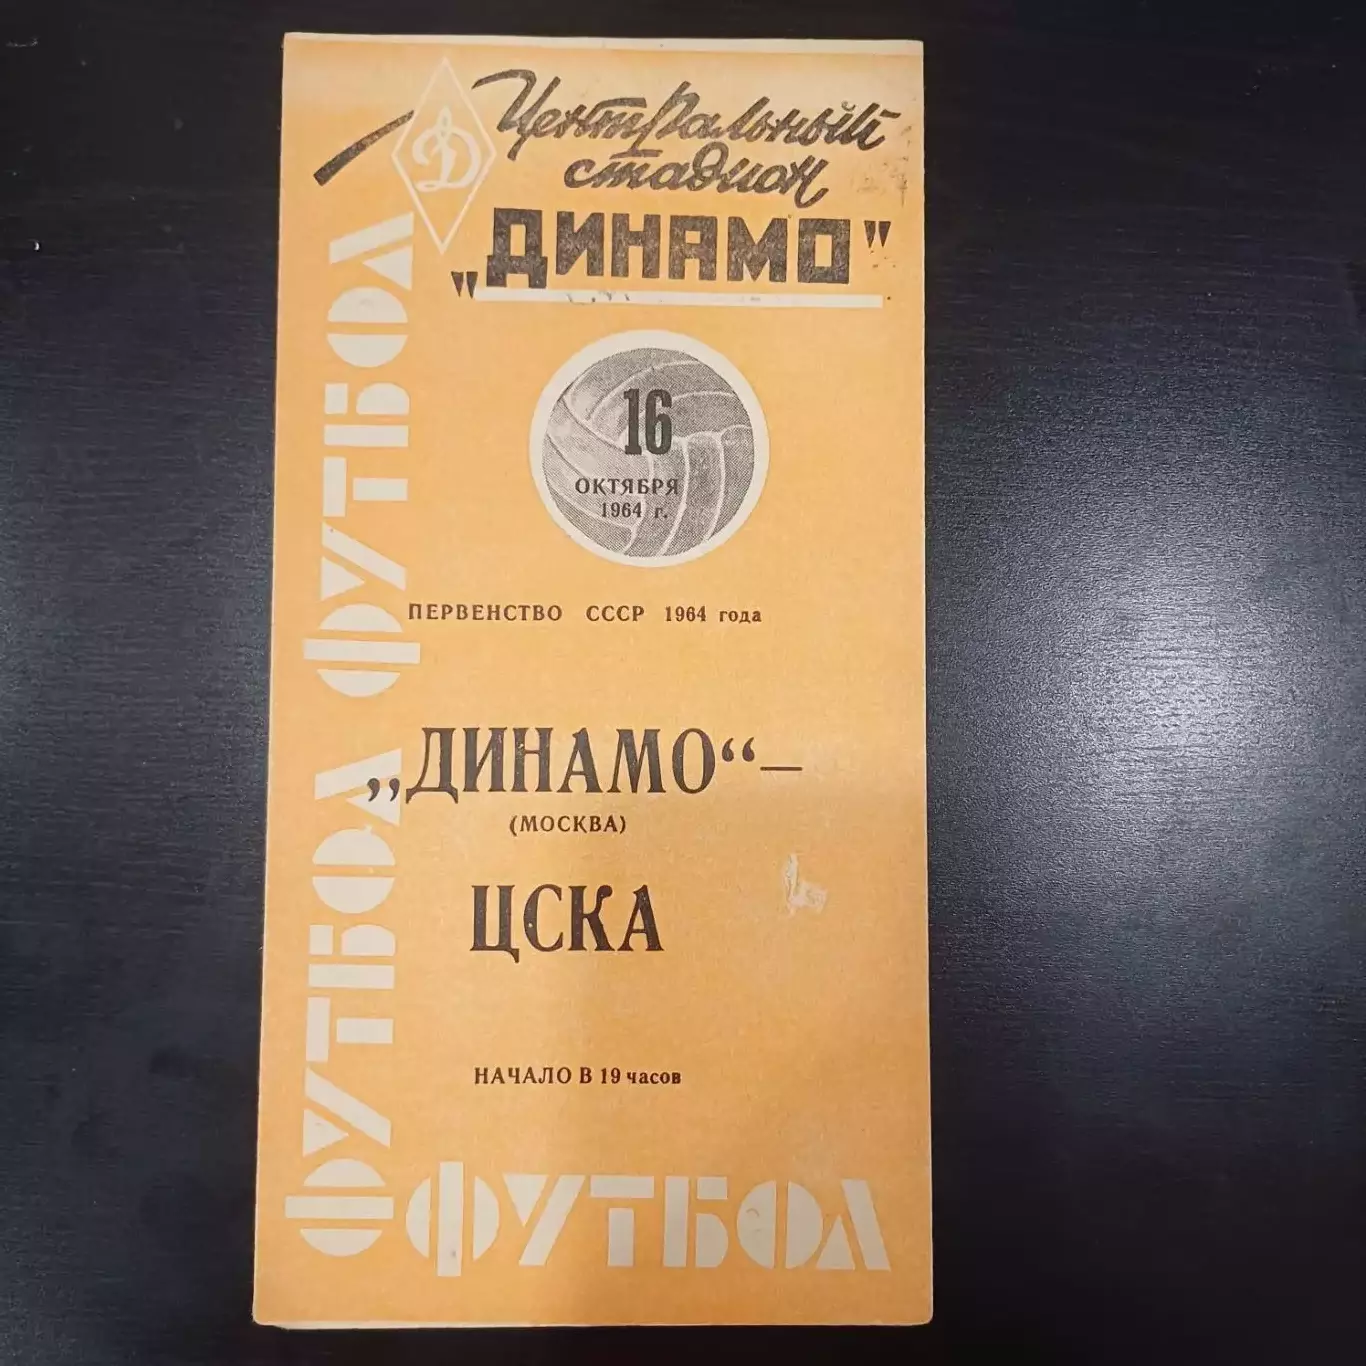 Центральный
стадион
„ДИНАМО"
Д
16
ОКТЯБРЯ
1964 г.
ПЕРВЕНСТВО СССР 1964 года
„ДИНАМО“ –
(МОСКВА)
ЦСКА
НАЧАЛО В 19 часов
ФУТБОЛ
ФУТБОЛ
ФУТБОЛ